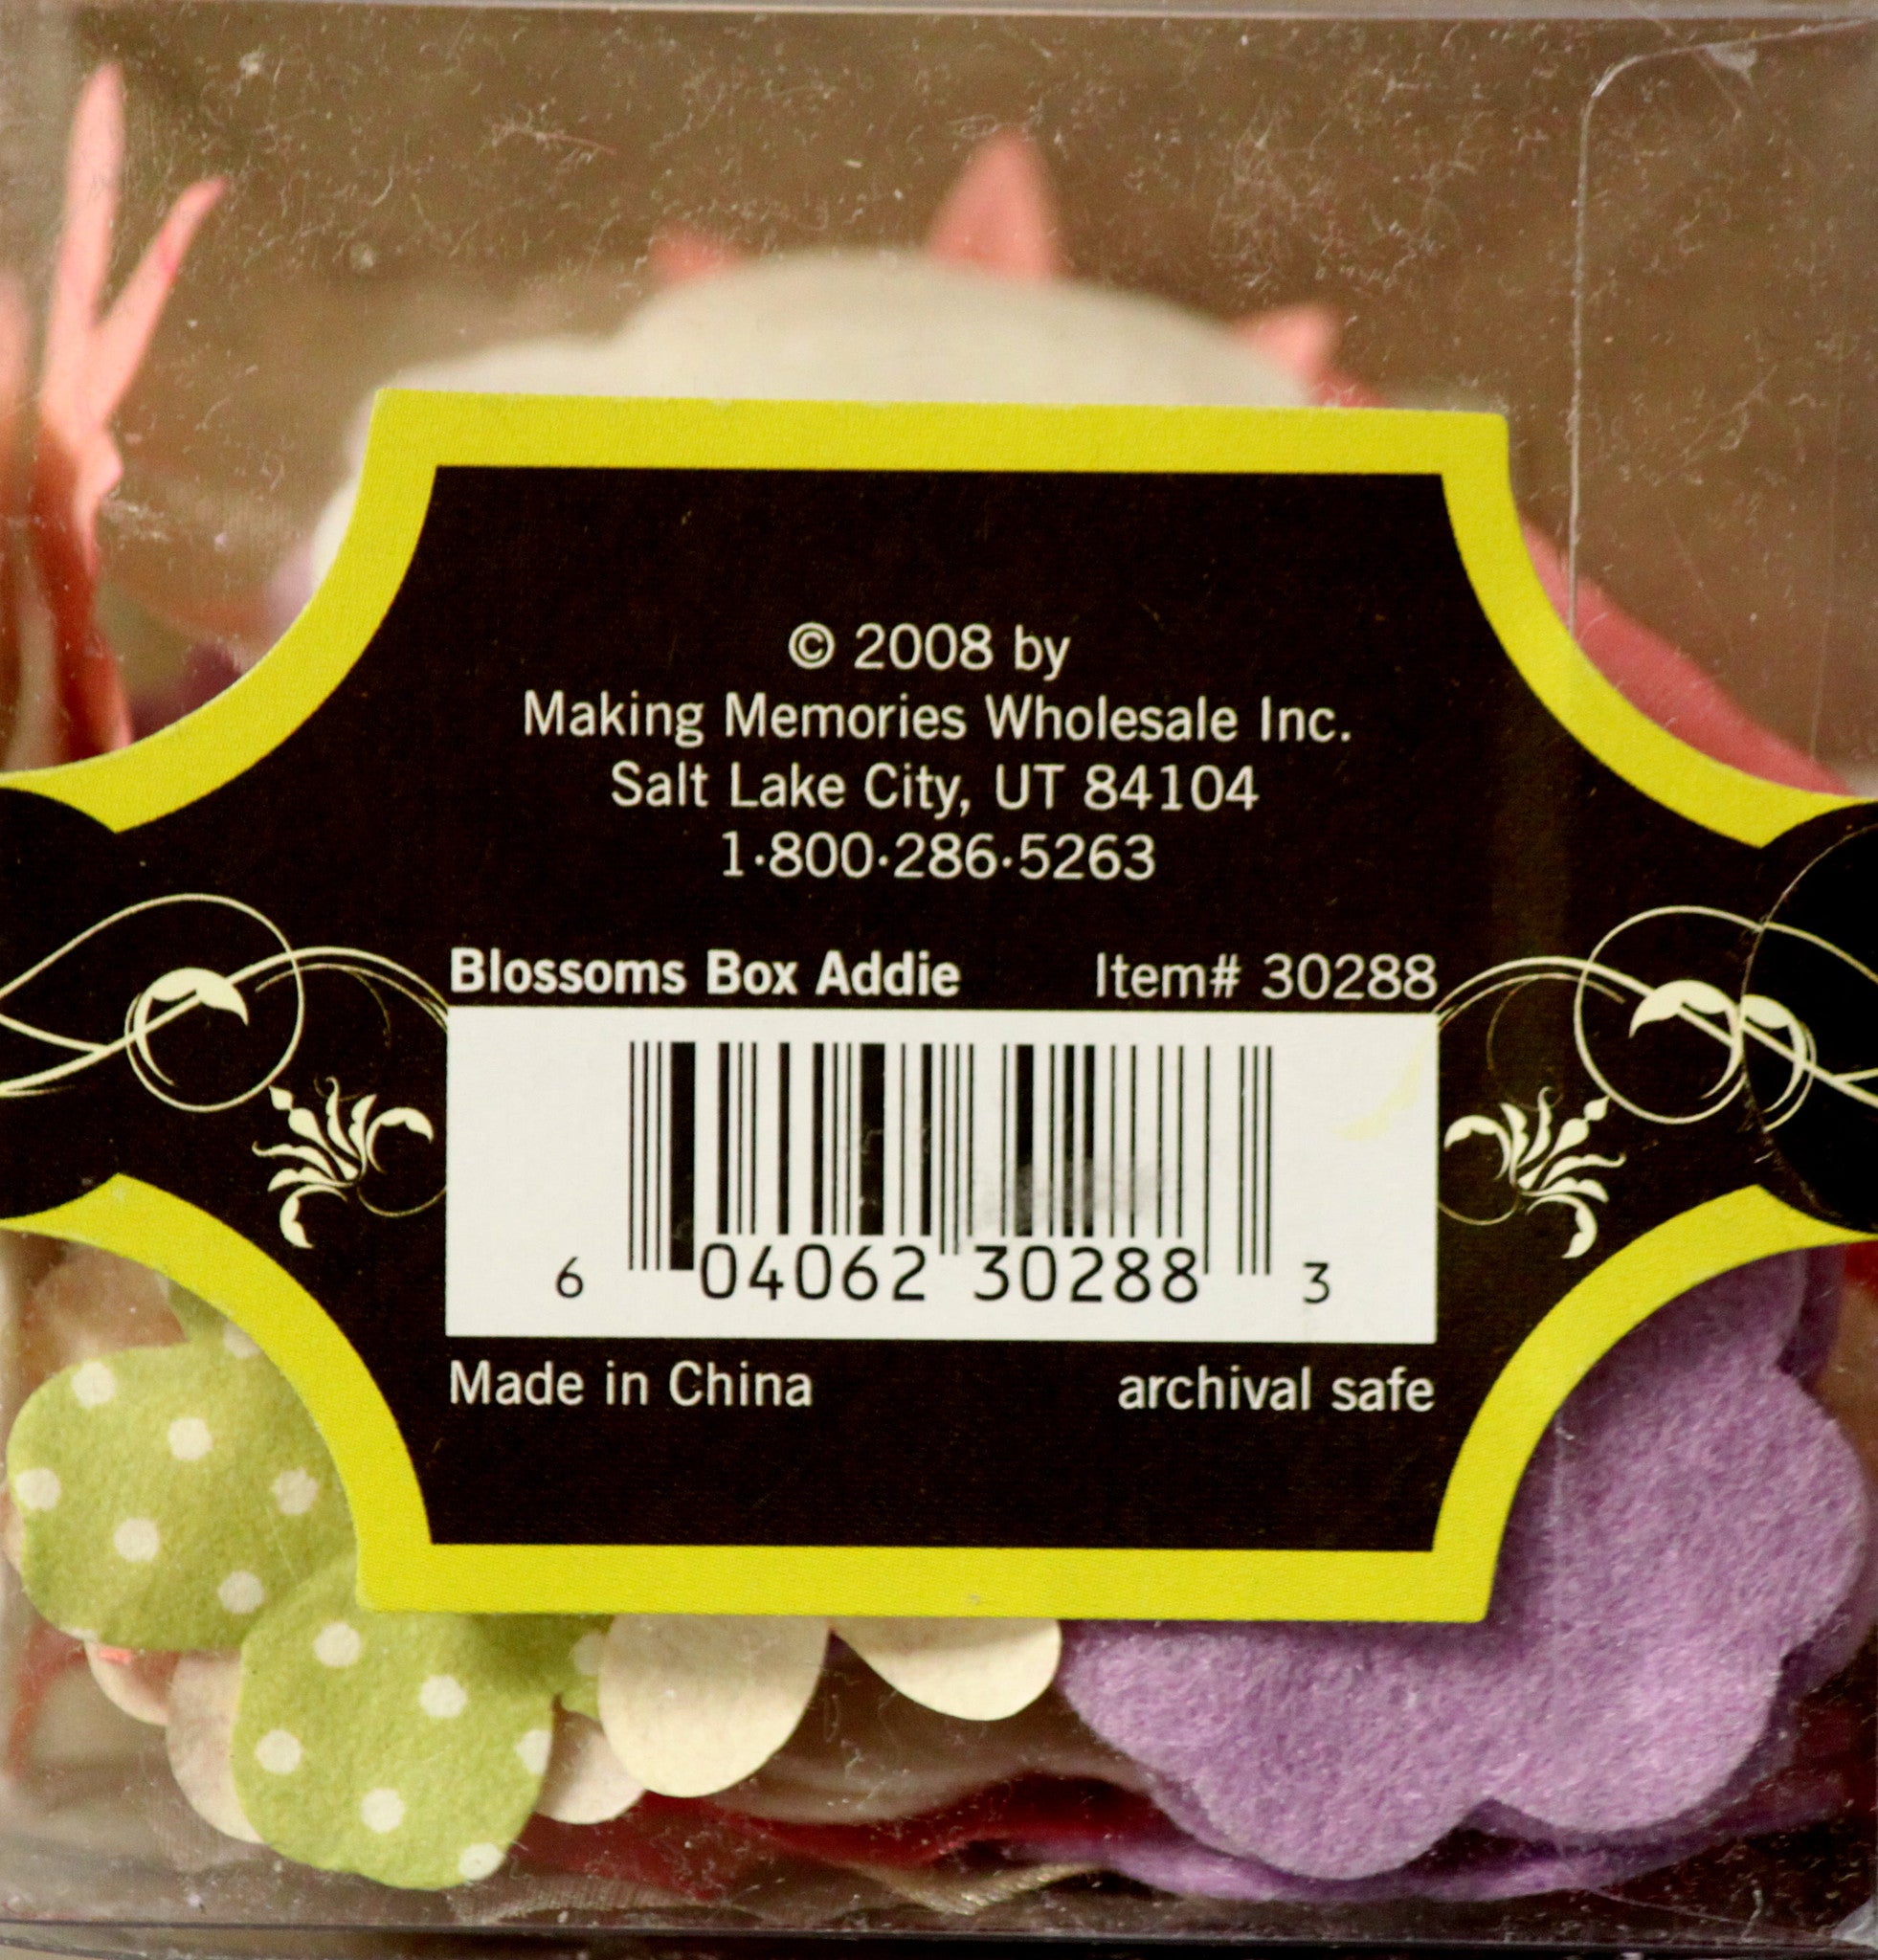 © 2008 by
Making Memories Wholesale Inc.
Salt Lake City, UT 84104
1·800·286·5263
Blossoms Box Addie Item# 30288
6 04062 30288 3
Made in China archival safe